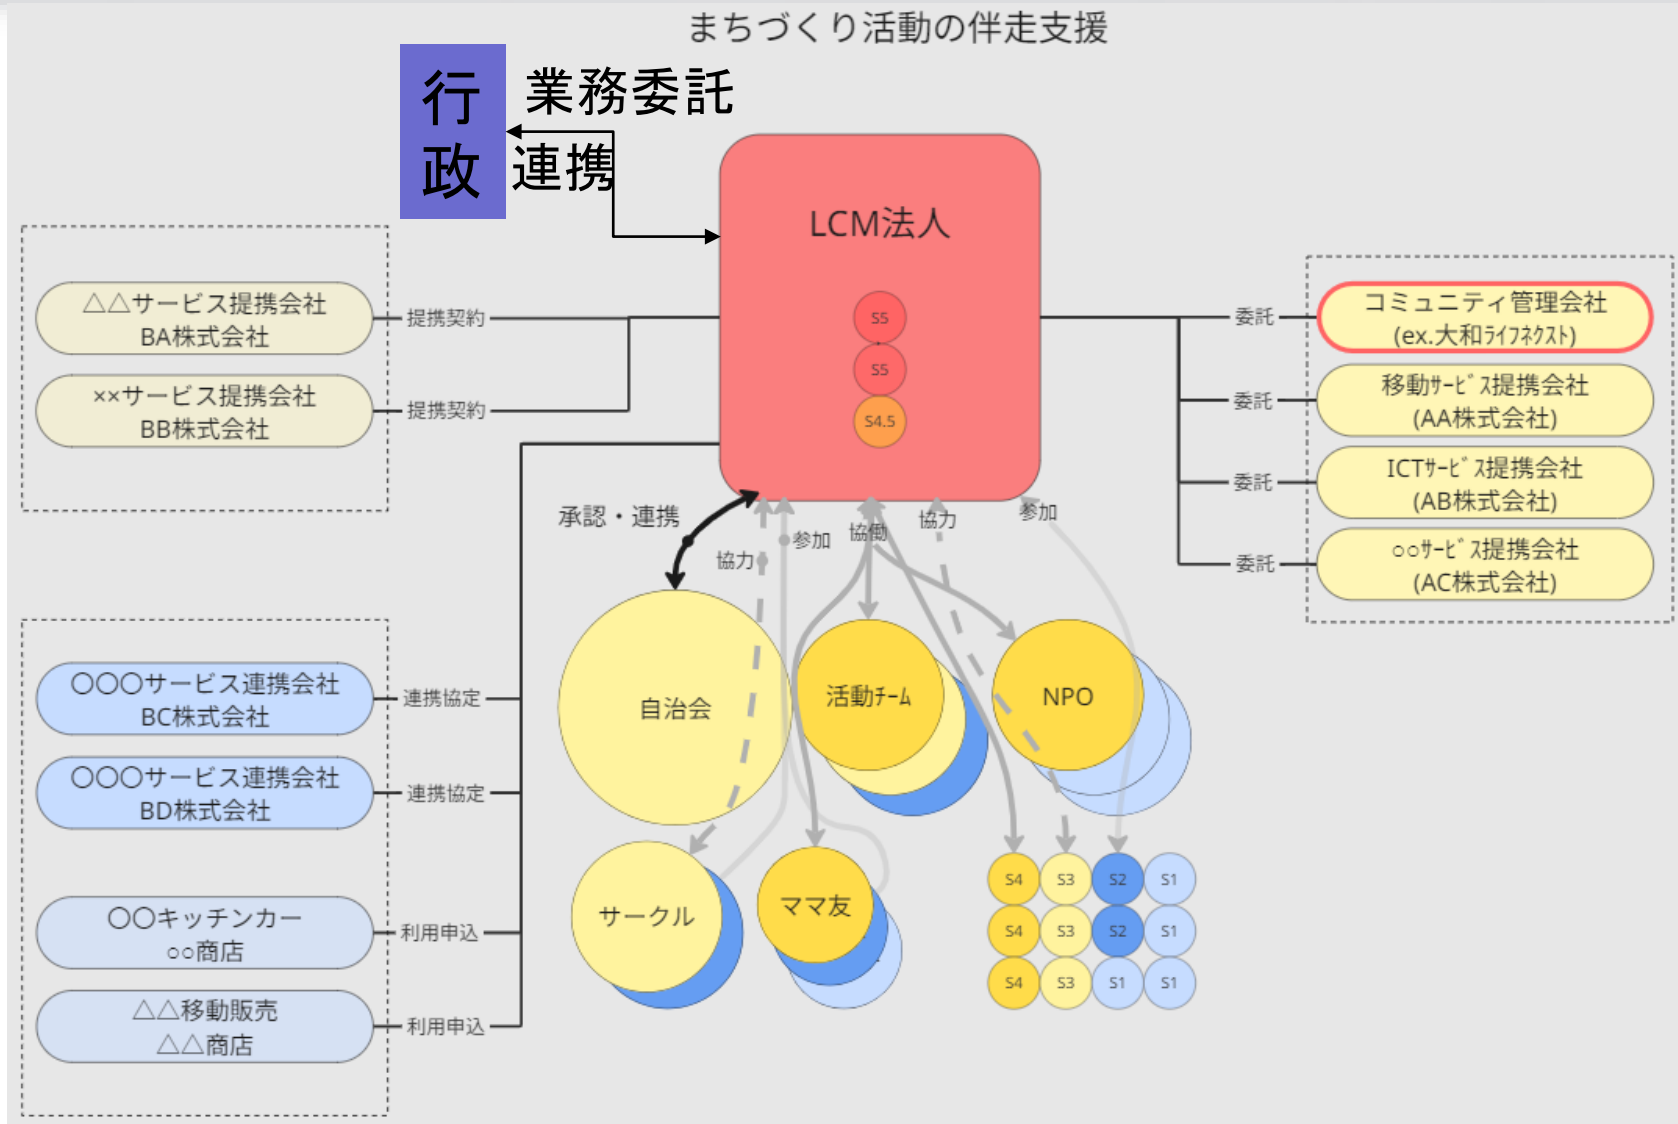 まちづくり活動の伴走支援
行政
業務委託
連携
LCM法人
S5
S5
S4.5
△△サービス提携会社
BA株式会社
提携契約
××サービス提携会社
BB株式会社
提携契約
委託
コミュニティ管理会社
(ex.大和ﾗｲﾌﾈｸｽﾄ)
委託
移動ｻｰﾋﾞｽ提携会社
(AA株式会社)
委託
ICTｻｰﾋﾞｽ提携会社
(AB株式会社)
委託
○○ｻｰﾋﾞｽ提携会社
(AC株式会社)
承認・連携
協力
参加
協働
協力
参加
〇〇〇サービス連携会社
BC株式会社
連携協定
〇〇〇サービス連携会社
BD株式会社
連携協定
〇〇キッチンカー
○○商店
利用申込
△△移動販売
△△商店
利用申込
自治会
活動ﾁｰﾑ
NPO
サークル
ママ友
S4 S3 S2 S1
S4 S3 S2 S1
S4 S3 S1 S1